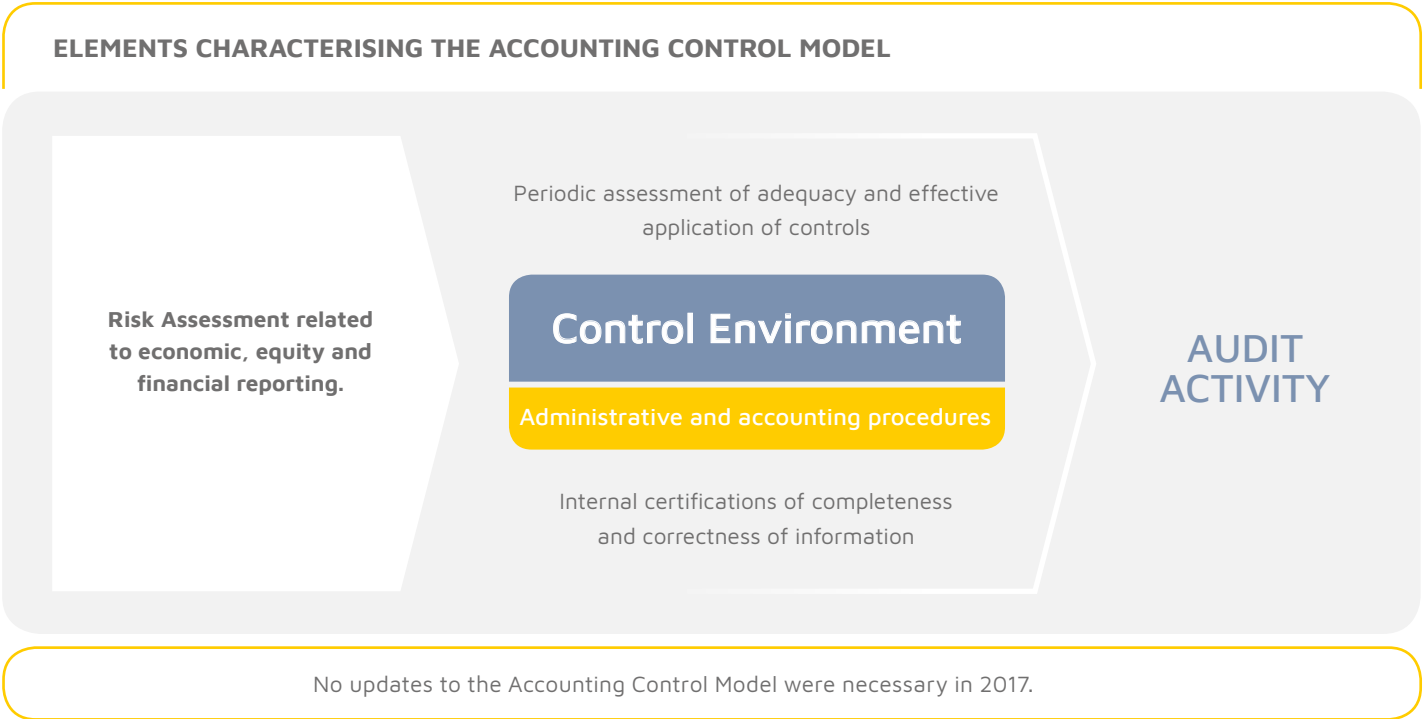 ELEMENTS CHARACTERISING THE ACCOUNTING CONTROL MODEL
Risk Assessment related
to economic, equity and
financial reporting.
Periodic assessment of adequacy and effective
application of controls
Control Environment
Administrative and accounting procedures
Internal certifications of completeness
and correctness of information
AUDIT
ACTIVITY
No updates to the Accounting Control Model were necessary in 2017.